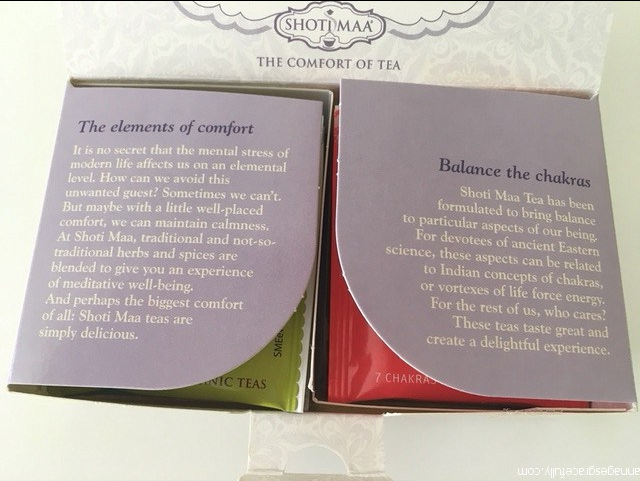 SHOTI MAA®
THE COMFORT OF TEA
The elements of comfort
It is no secret that the mental stress of
modern life affects us on an elemental
level. How can we avoid this
unwanted guest? Sometimes we can't.
But maybe with a little well-placed
comfort, we can maintain calmness.
At Shoti Maa, traditional and not-so-
traditional herbs and spices are
blended to give you an experience
of meditative well-being.
And perhaps the biggest comfort
of all: Shoti Maa teas are
simply delicious.
NIC TEAS
Balance the chakras
Shoti Maa Tea has been
formulated to bring balance
to particular aspects of our being.
For devotees of ancient Eastern
science, these aspects can be related
to Indian concepts of chakras,
or vortexes of life force energy.
For the rest of us, who cares?
These teas taste great and
create a delightful experience.
7 CHAKRAS
annagesgracefully.com